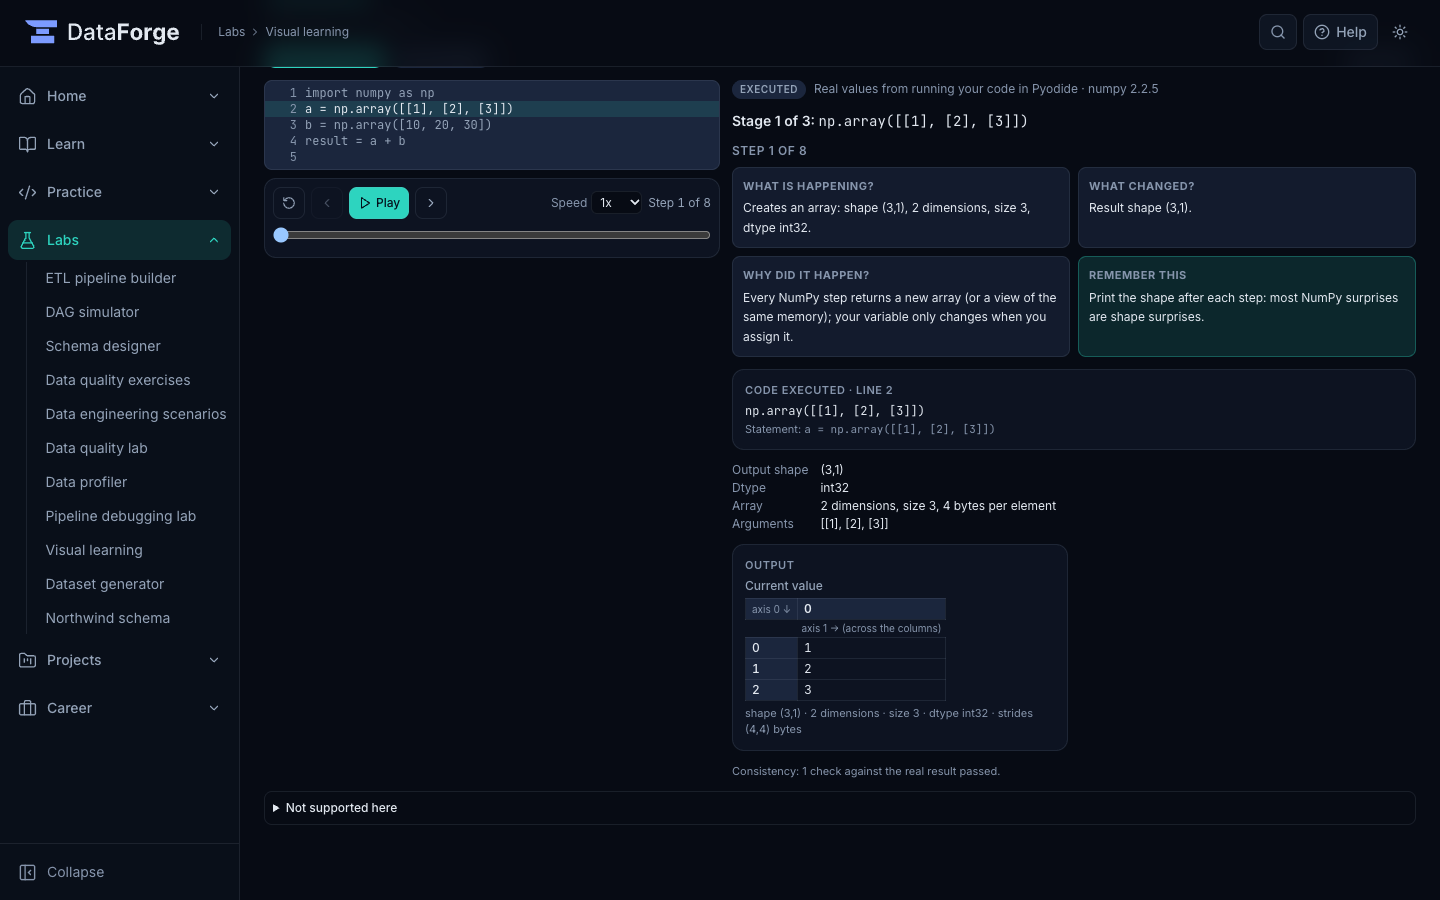 DataForge
Labs > Visual learning
Help
Home
Learn
Practice
Labs
ETL pipeline builder
DAG simulator
Schema designer
Data quality exercises
Data engineering scenarios
Data quality lab
Data profiler
Pipeline debugging lab
Visual learning
Dataset generator
Northwind schema
Projects
Career
Collapse
1 import numpy as np
2 a = np.array([[1], [2], [3]])
3 b = np.array([10, 20, 30])
4 result = a + b
5
Play
Speed 1x Step 1 of 8
EXECUTED Real values from running your code in Pyodide · numpy 2.2.5
Stage 1 of 3: np.array([[1], [2], [3]])
STEP 1 OF 8
WHAT IS HAPPENING?
Creates an array: shape (3,1), 2 dimensions, size 3,
dtype int32.
WHAT CHANGED?
Result shape (3,1).
WHY DID IT HAPPEN?
Every NumPy step returns a new array (or a view of the
same memory); your variable only changes when you
assign it.
REMEMBER THIS
Print the shape after each step: most NumPy surprises
are shape surprises.
CODE EXECUTED · LINE 2
np.array([[1], [2], [3]])
Statement: a = np.array([[1], [2], [3]])
Output shape (3,1)
Dtype int32
Array 2 dimensions, size 3, 4 bytes per element
Arguments [[1], [2], [3]]
OUTPUT
Current value
axis 0 ↓ 0
axis 1 → (across the columns)
0 1
1 2
2 3
shape (3,1) · 2 dimensions · size 3 · dtype int32 · strides
(4,4) bytes
Consistency: 1 check against the real result passed.
Not supported here